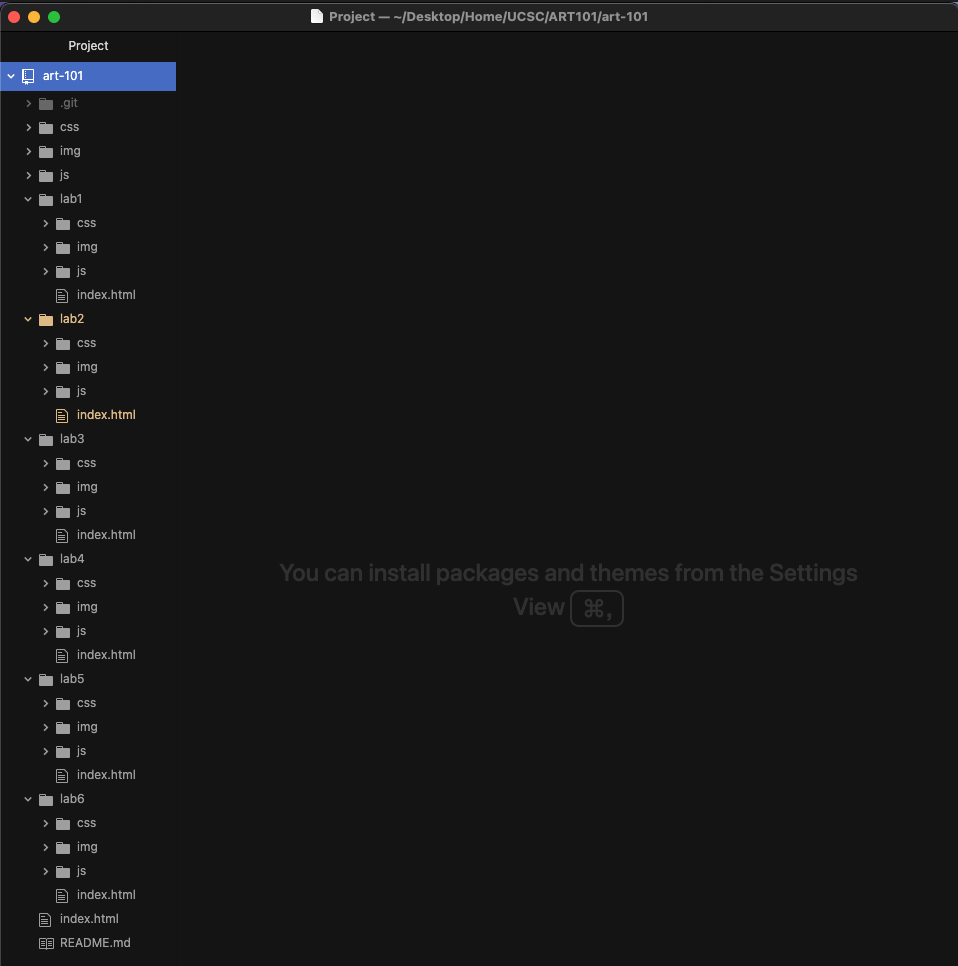 Project — ~/Desktop/Home/UCSC/ART101/art-101
Project
art-101
.git
css
img
js
lab1
css
img
js
index.html
lab2
css
img
js
index.html
lab3
css
img
js
index.html
lab4
css
img
js
index.html
lab5
css
img
js
index.html
lab6
css
img
js
index.html
index.html
README.md
You can install packages and themes from the Settings
View ⌘,